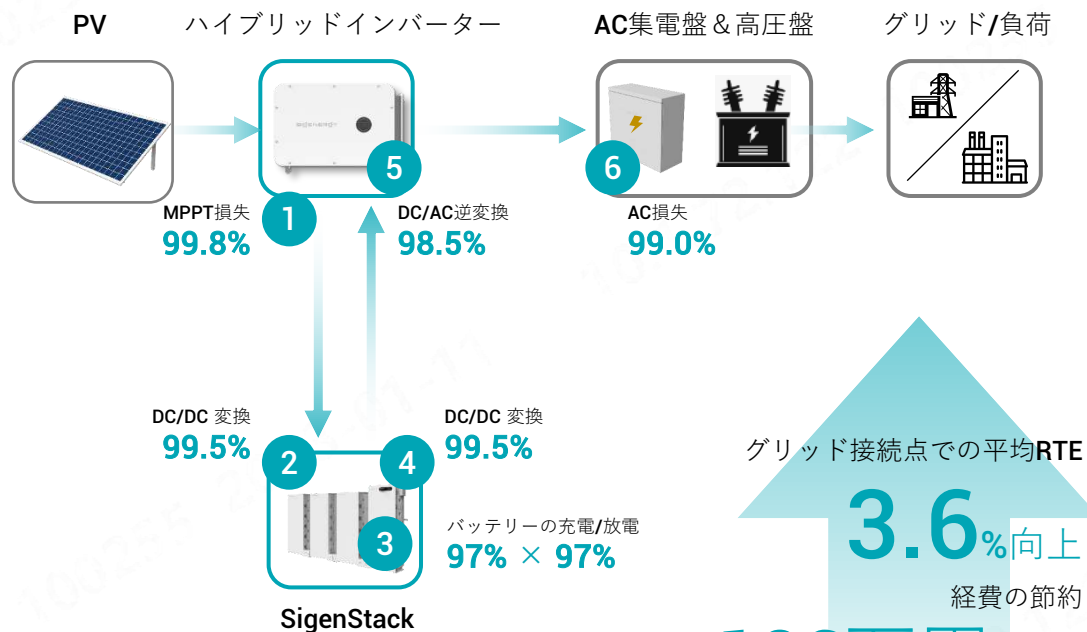 PV
ハイブリッドインバーター
AC集電盤&高圧盤
グリッド/負荷
5
6
1
MPPT損失
99.8%
DC/AC逆変換
98.5%
AC損失
99.0%
DC/DC 変換
99.5%
DC/DC 変換
99.5%
2
4
3
バッテリーの充電/放電
97% × 97%
SigenStack
グリッド接続点での平均RTE
3.6%向上
経費の節約